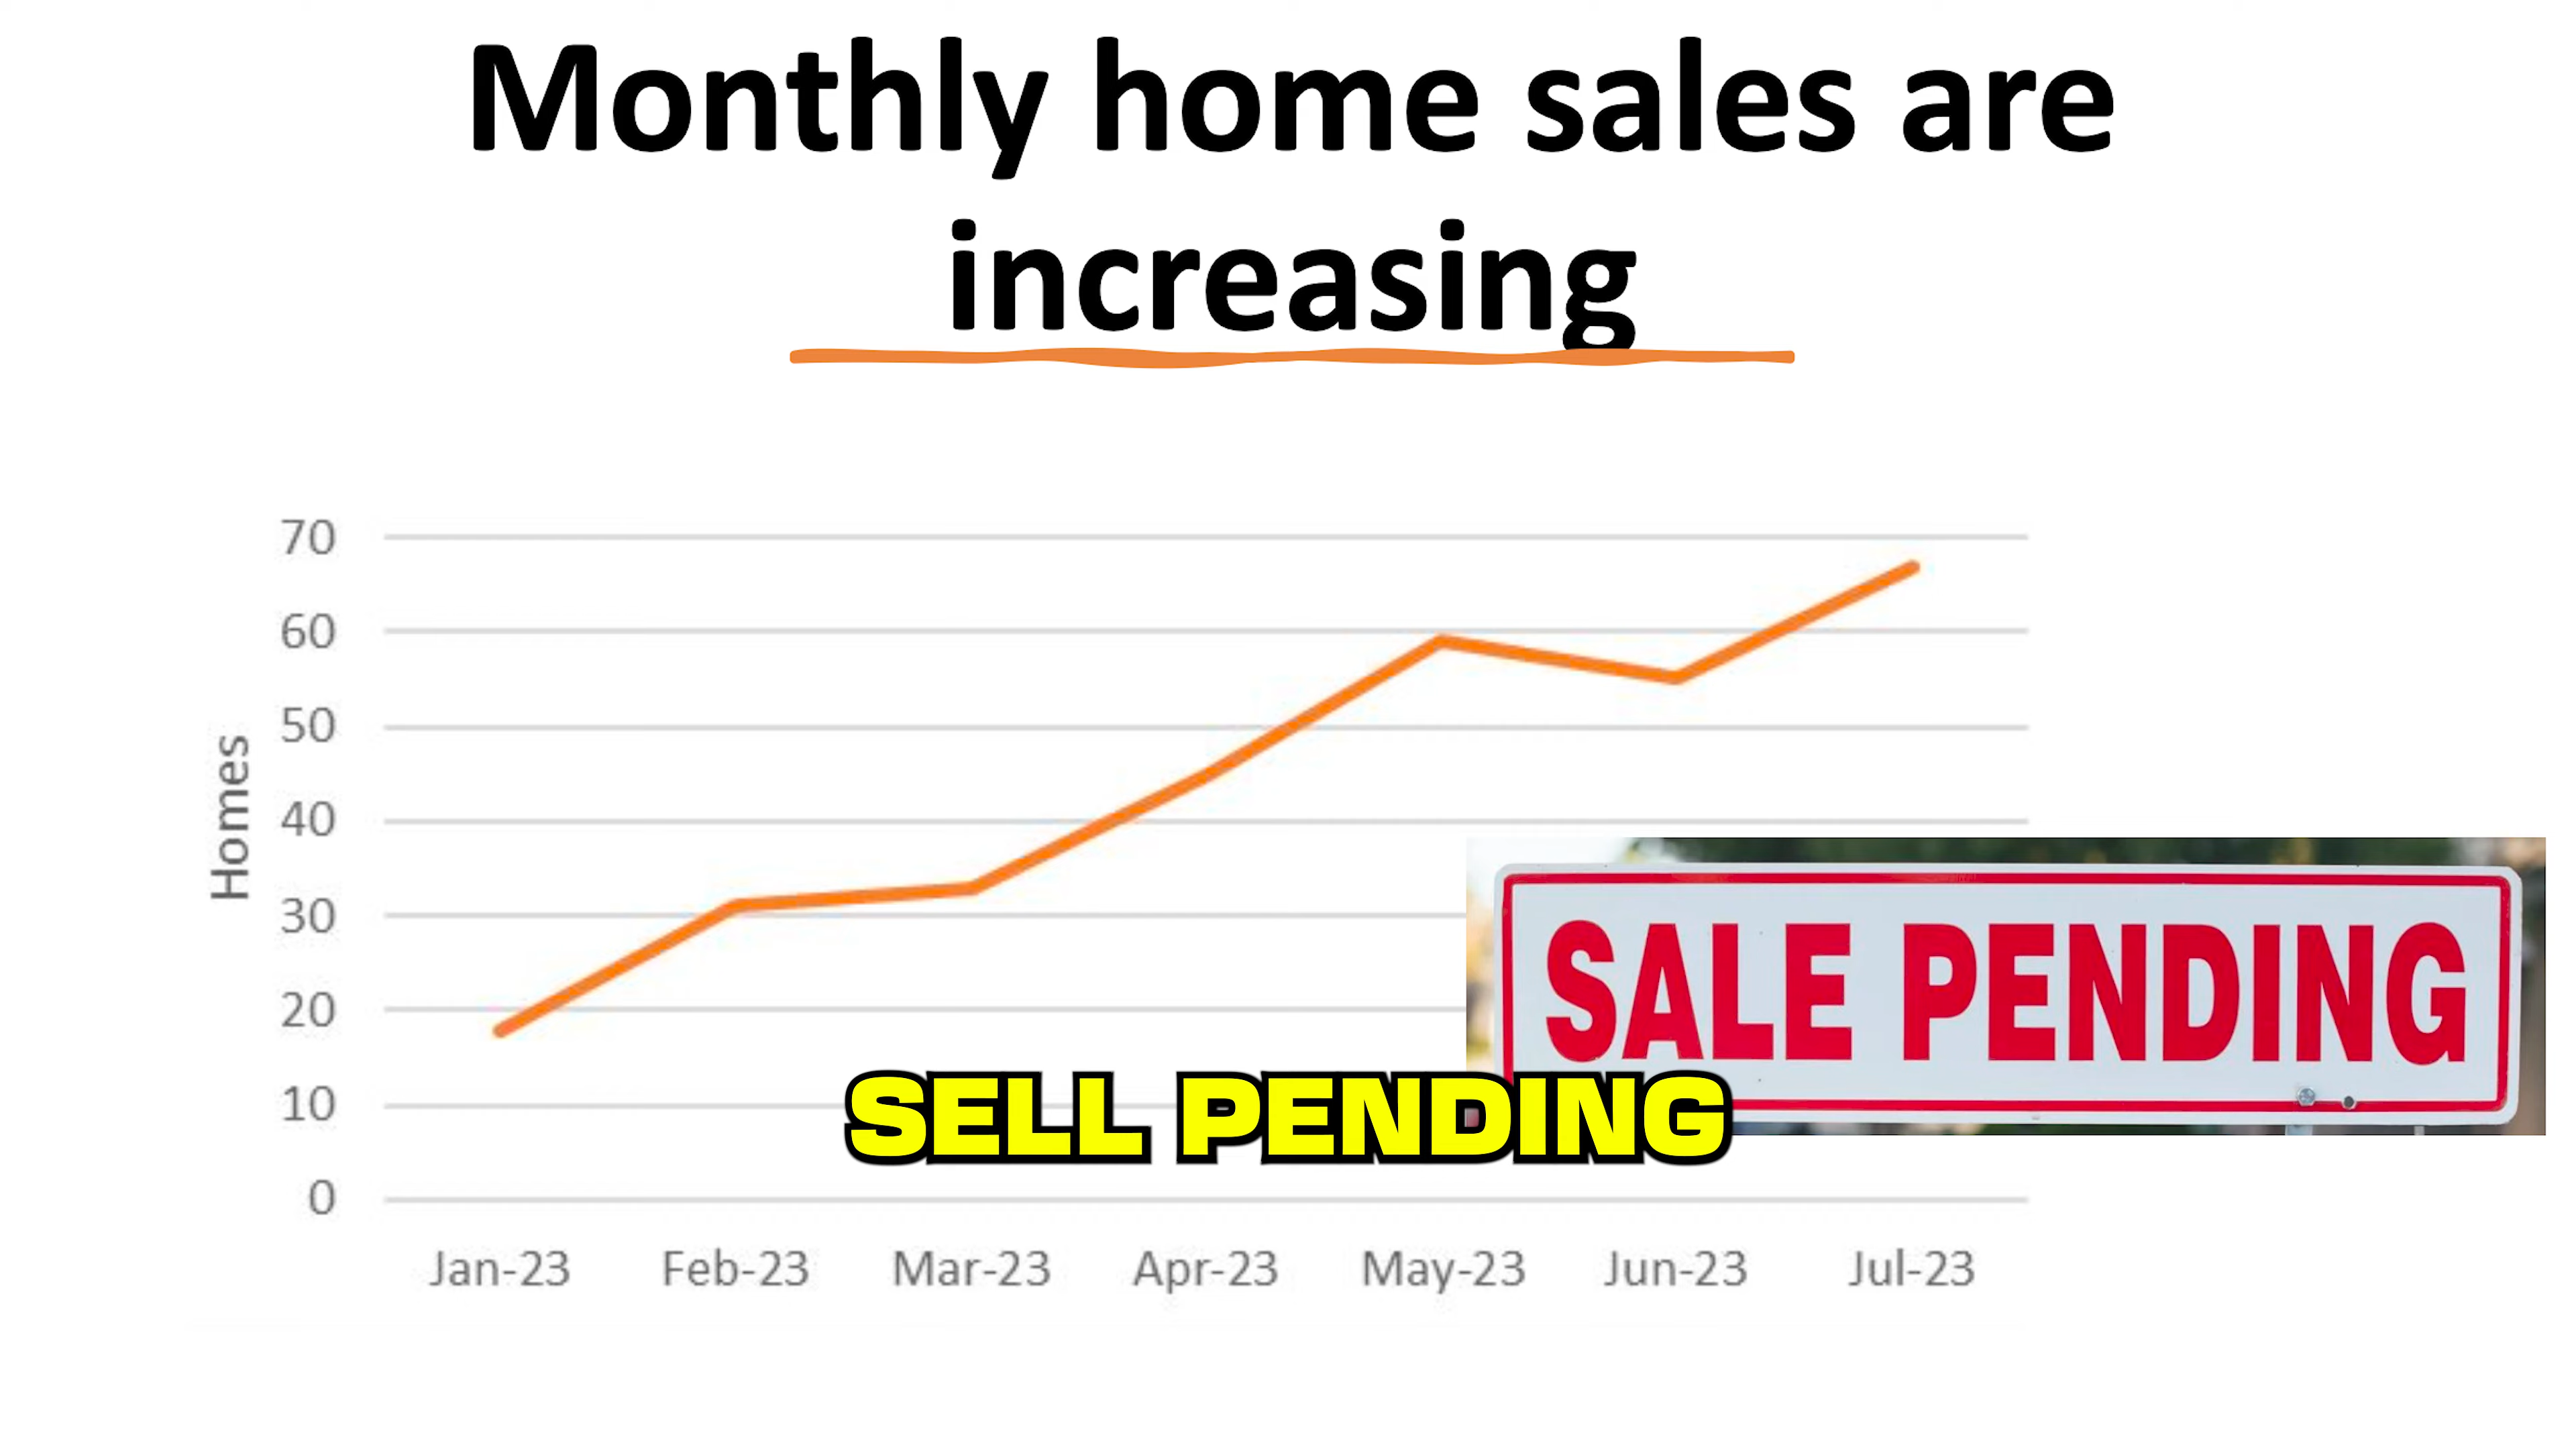 Monthly home sales are
increasing
70
60
50
40
30
20
10
0
Homes
Jan-23 Feb-23 Mar-23 Apr-23 May-23 Jun-23 Jul-23
SALE PENDING
SELL PENDING